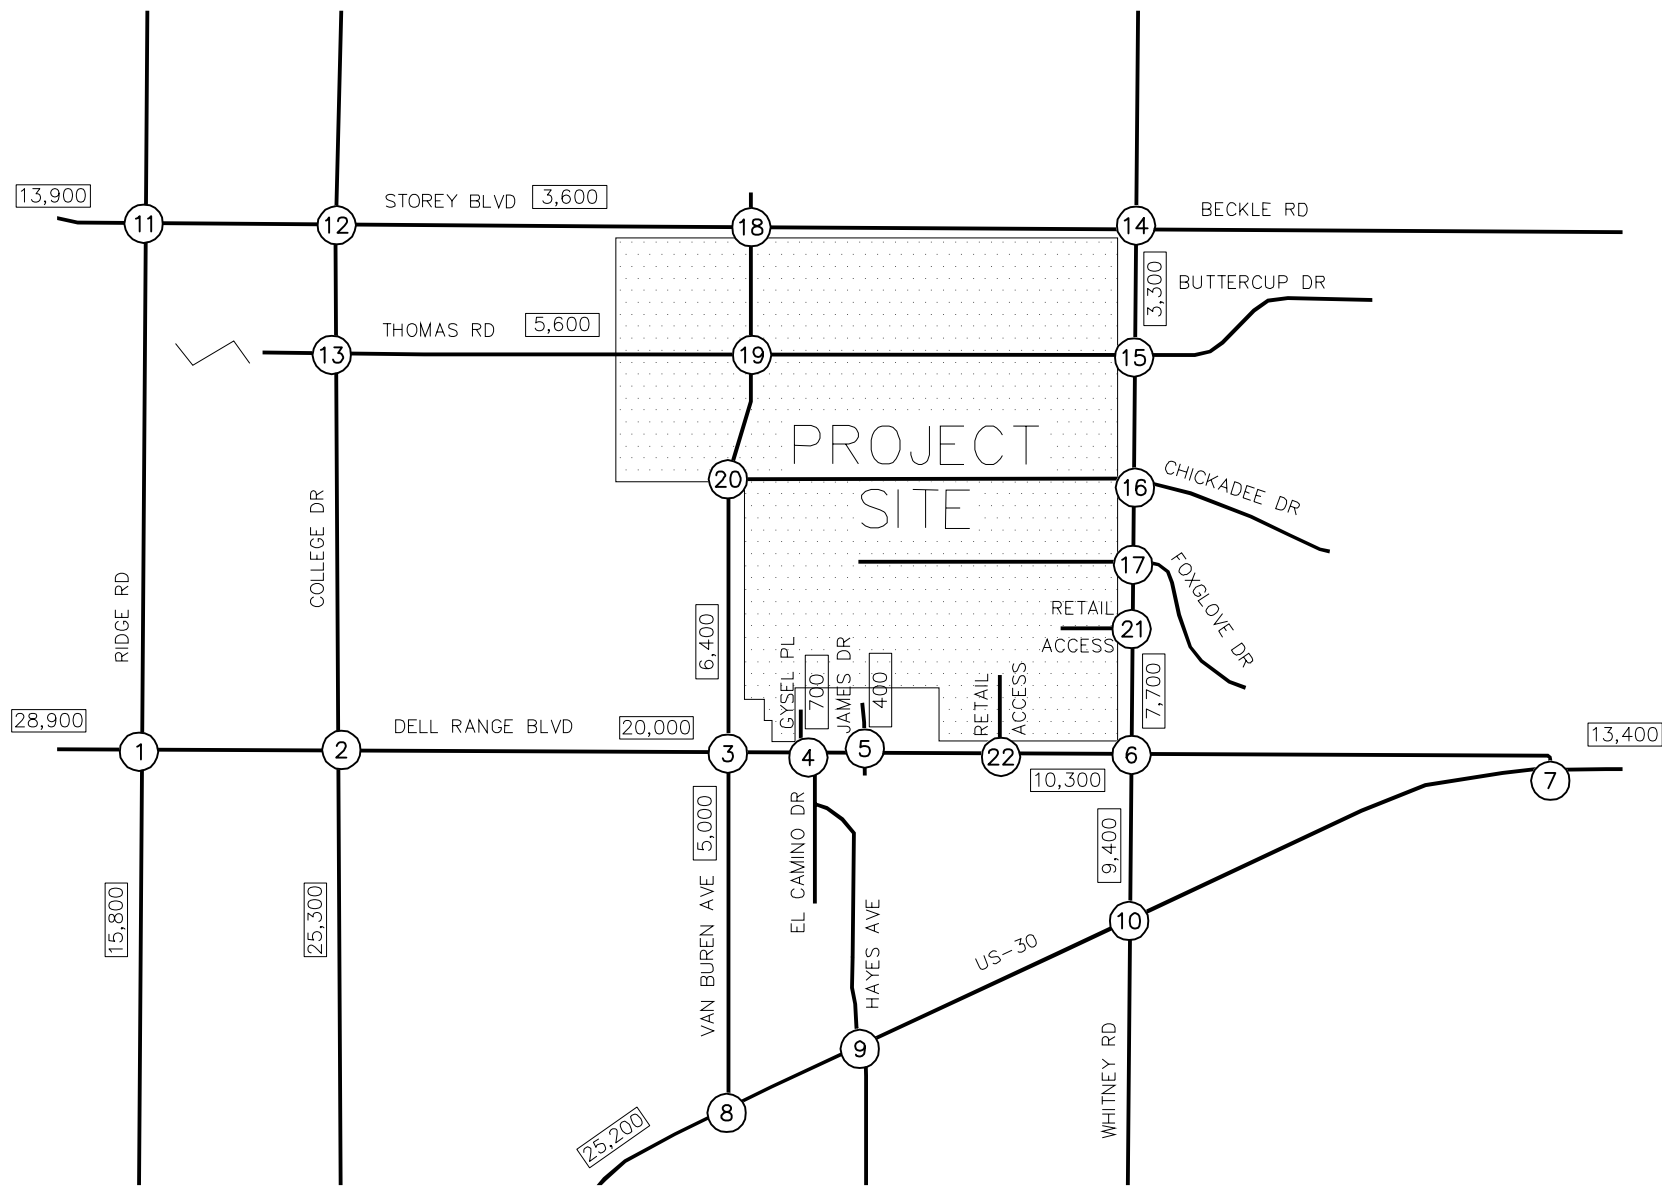 13,900
STOREY BLVD
3,600
BECKLE RD
11
12
18
14
3,300
BUTTERCUP DR
THOMAS RD
5,600
13
19
15
PROJECT
SITE
20
16
CHICKADEE DR
COLLEGE DR
RIDGE RD
17
FOXGLOVE DR
RETAIL
ACCESS
21
6,400
GYSEL PL
700
JAMES DR
400
RETAIL
ACCESS
7,700
28,900
DELL RANGE BLVD
20,000
13,400
1
2
3
4
5
22
6
7
10,300
5,000
EL CAMINO DR
9,400
15,800
25,300
VAN BUREN AVE
HAYES AVE
10
US-30
9
WHITNEY RD
8
25,200